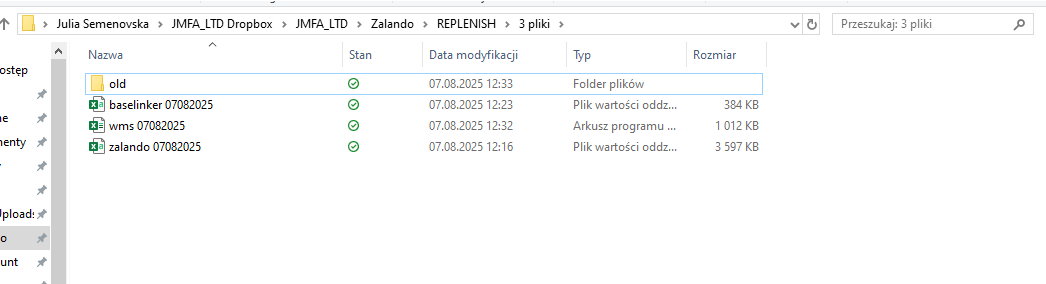 Julia Semenovska > JMFA_LTD Dropbox > JMFA_LTD > Zalando > REPLENISH > 3 pliki >
Przeszukaj: 3 pliki
Nazwa Stan Data modyfikacji Typ Rozmiar
old 07.08.2025 12:33 Folder plików
baselinker 07082025 07.08.2025 12:23 Plik wartości oddz... 384 KB
wms 07082025 07.08.2025 12:32 Arkusz programu ... 1 012 KB
zalando 07082025 07.08.2025 12:16 Plik wartości oddz... 3 597 KB
ostęp
ne
menty
Uploads
o
unt